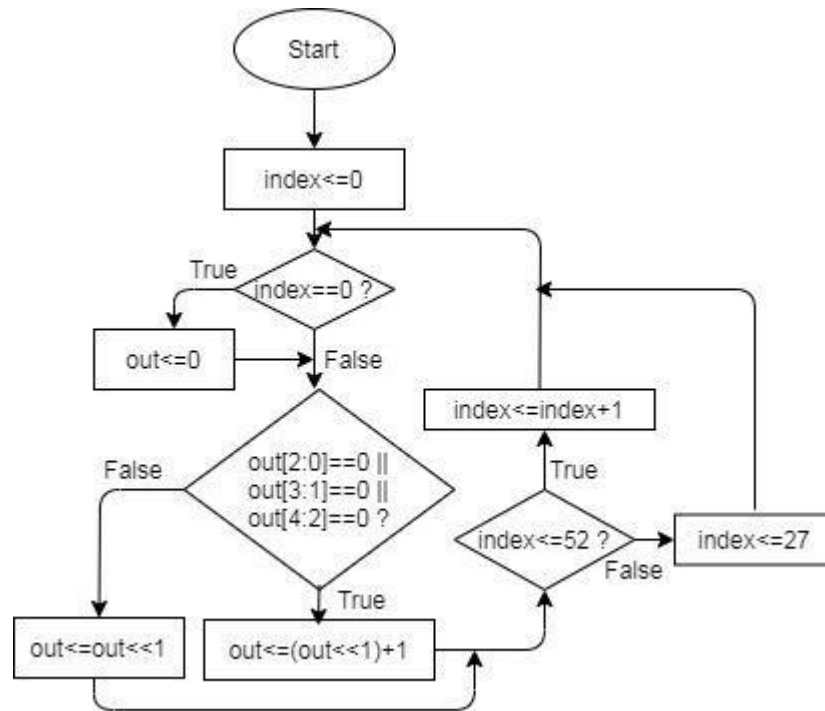 Start
index<=0
True
index==0 ?
out<=0
False
index<=index+1
False
out[2:0]==0 ||
out[3:1]==0 ||
out[4:2]==0 ?
True
index<=52 ?
index<=27
False
True
out<=out<<1
out<=(out<<1)+1